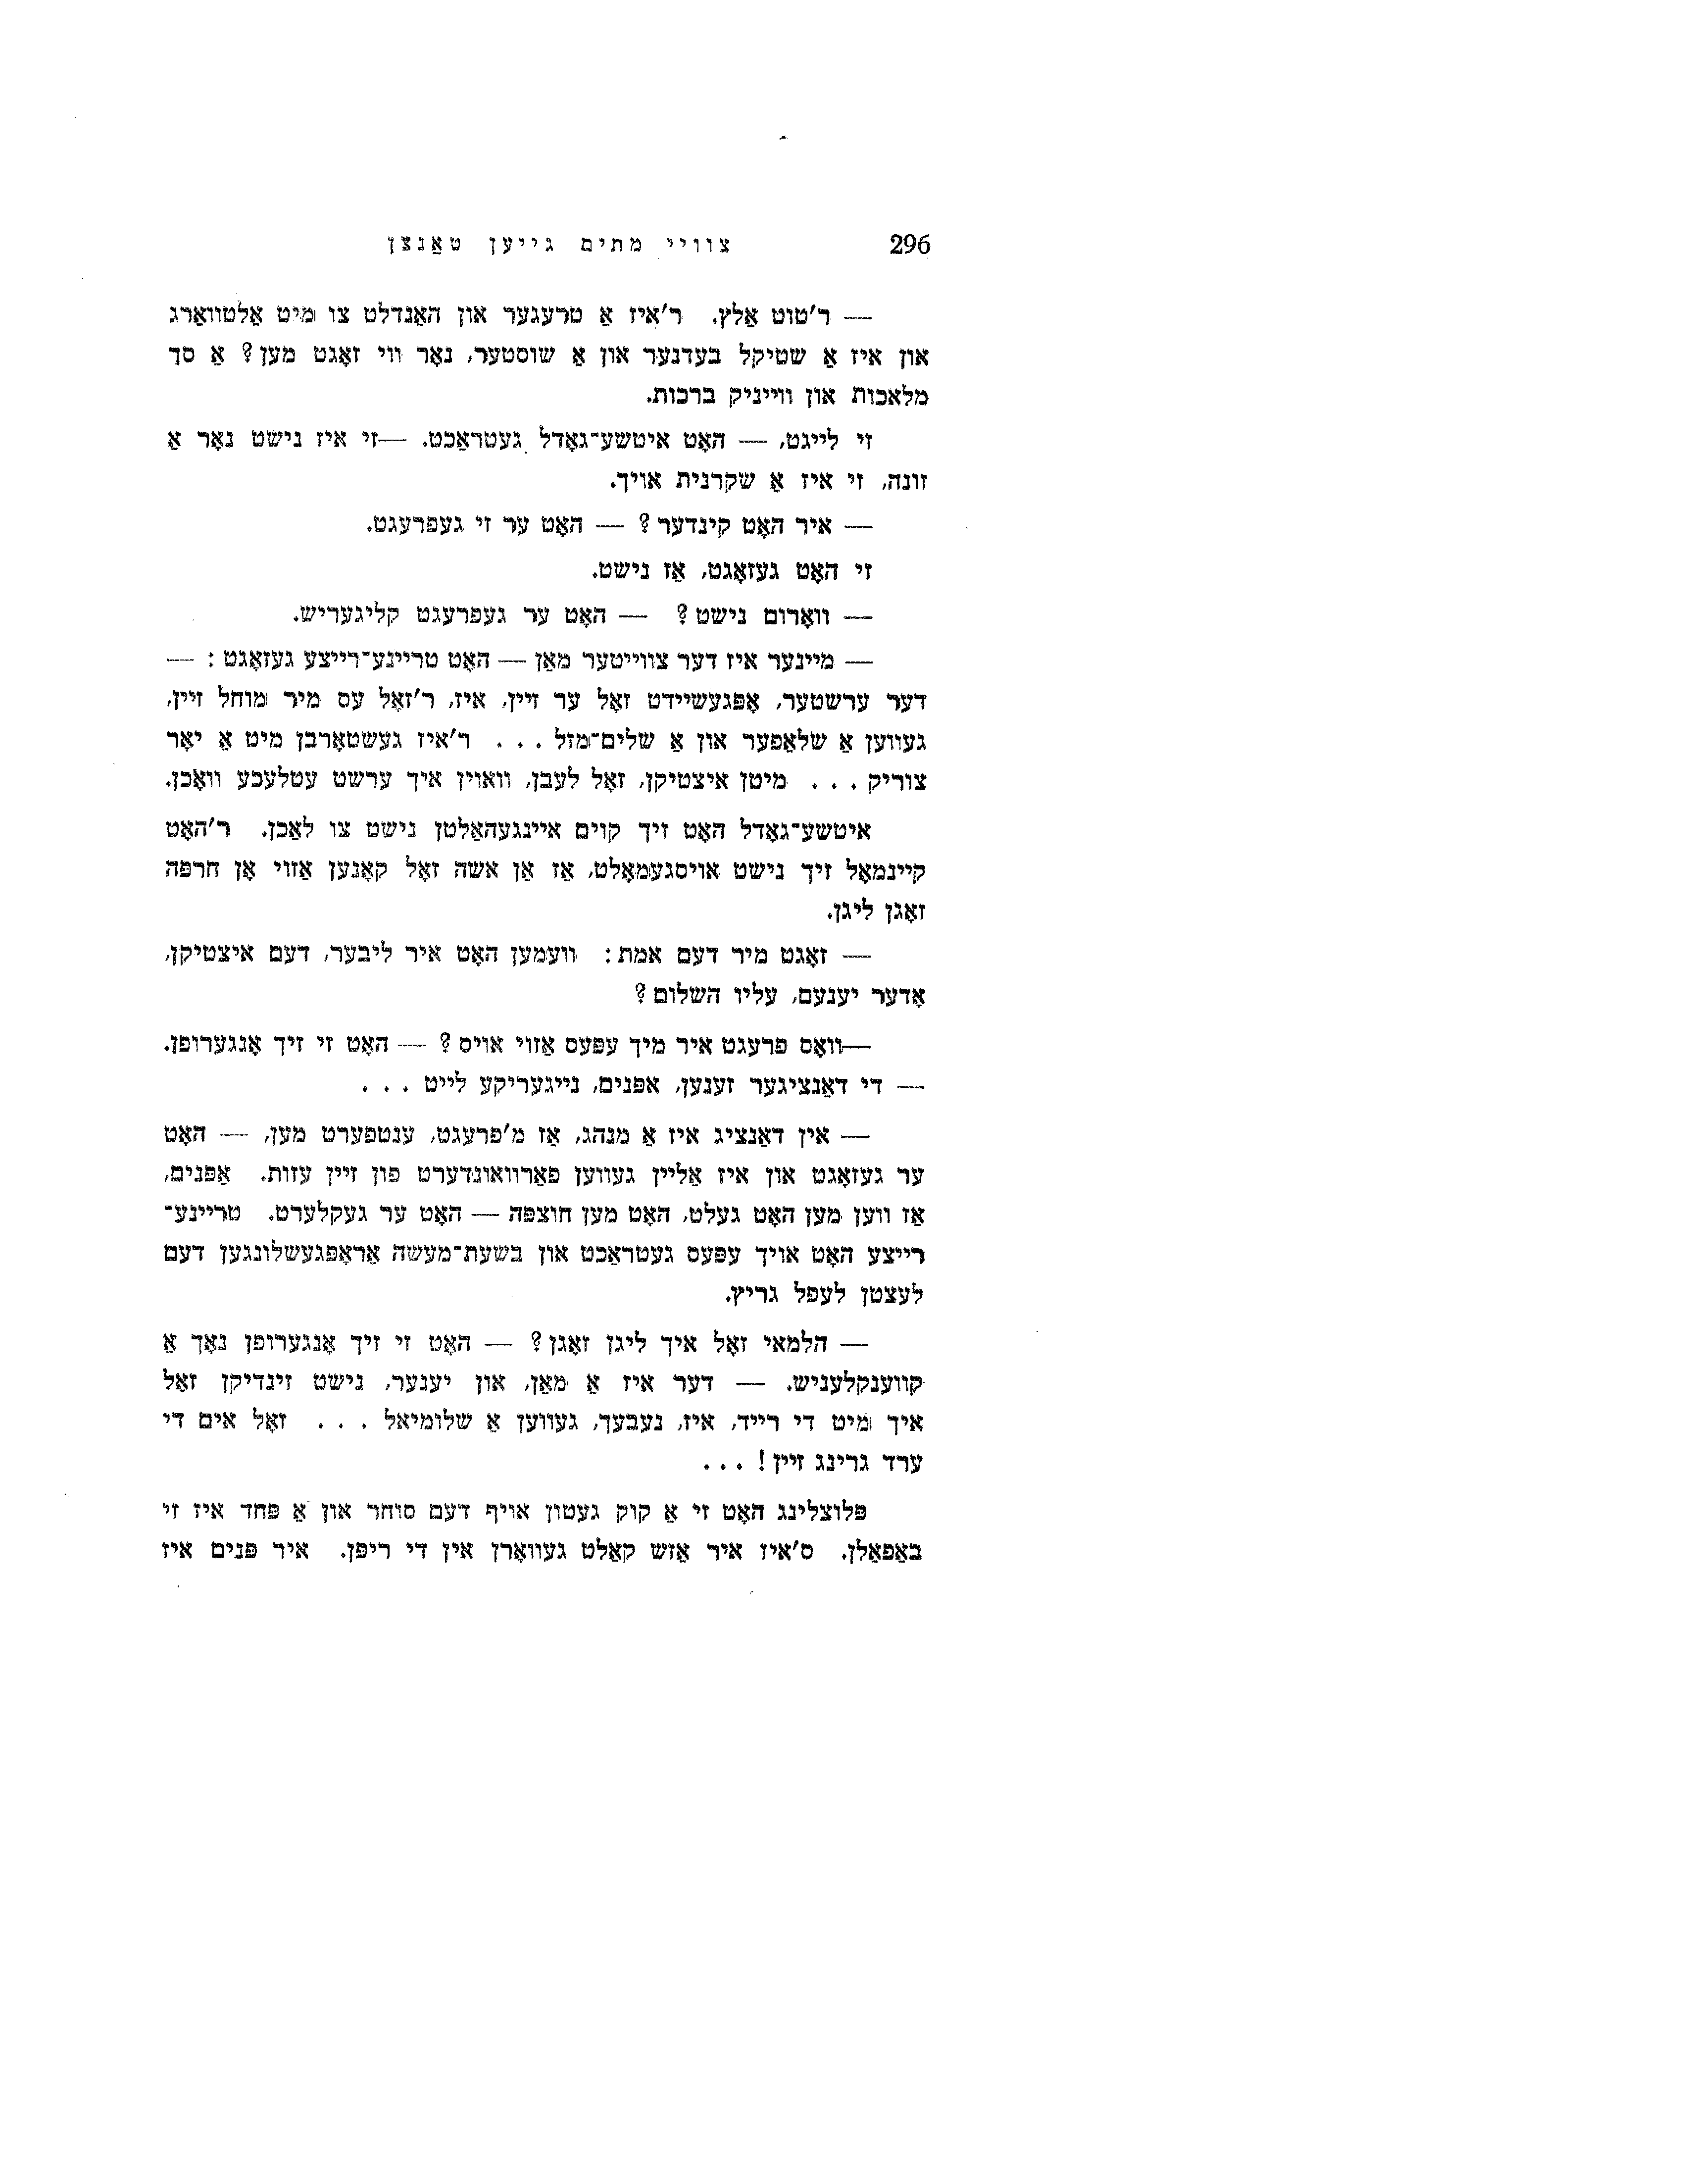 296 צוויי מתים גייען טאַנצן
— ר'טוט אַלץ. ר'איז אַ טרעגער און האַנדלט צו מיט אַלטוואַרג
און איז אַ שטיקל בעדנער און אַ שוסטער, נאָר ווי זאָגט מען? אַ סך
מלאכות און ווייניק ברכות.
זי לייגט, — האָט איטשע־גאָדל געטראַכט. —זי איז נישט נאָר אַ
זונה, זי איז אַ שקרנית אויך.
— איר האָט קינדער? — האָט ער זי געפרעגט.
זי האָט געזאָגט, אַז נישט.
— וואָרום נישט? — האָט ער געפרעגט קליגעריש.
— מיינער איז דער צווייטער מאַן — האָט טריינע־רייצע געזאָגט: —
דער ערשטער, אָפּגעשיידט זאָל ער זיין, איז, ר'זאָל עס מיר מוחל זיין,
געווען אַ שלאַפער און אַ שלים־מזל... ר'איז געשטאָרבן מיט אַ יאָר
צוריק... מיטן איצטיקן, זאָל לעבן, וואוין איך ערשט עטלעכע וואָכן.
איטשע־גאָדל האָט זיך קוים איינגעהאַלטן נישט צו לאַכן. ר'האָט
קיינמאָל זיך נישט אויסגעמאָלט, אַז אַן אשה זאָל קאָנען אַזוי אָן חרפּה
זאָגן ליגן.
— זאָגט מיר דעם אמת: וועמען האָט איר ליבער, דעם איצטיקן,
אָדער יענעם, עליו השלום?
—וואָס פרעגט איר מיך עפּעס אַזוי אויס? — האָט זי זיך אָנגערופן.
— די דאַנציגער זענען, אפּנים, נייגעריקע לייט...
— אין דאַנציג איז אַ מנהג, אַז מ'פרעגט, ענטפערט מען, — האָט
ער געזאָגט און איז אַליין געווען פאַרוואונדערט פון זיין עזות. אַפּנים,
אַז ווען מען האָט געלט, האָט מען חוצפּה — האָט ער געקלערט. טריינע־
רייצע האָט אויך עפּעס געטראַכט און בשעת־מעשה אַראָפּגעשלונגען דעם
לעצטן לעפל גריץ.
— הלמאי זאָל איך ליגן זאָגן? — האָט זי זיך אָנגערופן נאָך אַ
קווענקלעניש. — דער איז אַ מאַן, און יענער, נישט זינדיקן זאָל
איך מיט די רייד, איז, נעבעך, געווען אַ שלומיאל... זאָל אים די
ערד גרינג זיין!...
פּלוצלינג האָט זי אַ קוק געטון אויף דעם סוחר און אַ פּחד איז זי
באַפאַלן. ס'איז איר אַזש קאַלט געוואָרן אין די ריפּן. איר פּנים איז